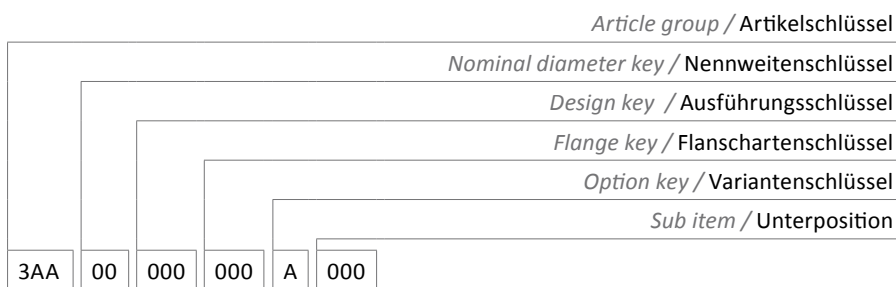 Article group / Artikelschlüssel
Nominal diameter key / Nennweitenschlüssel
Design key / Ausführungsschlüssel
Flange key / Flanschartenschlüssel
Option key / Variantenschlüssel
Sub item / Unterposition
3AA 00 000 000 A 000